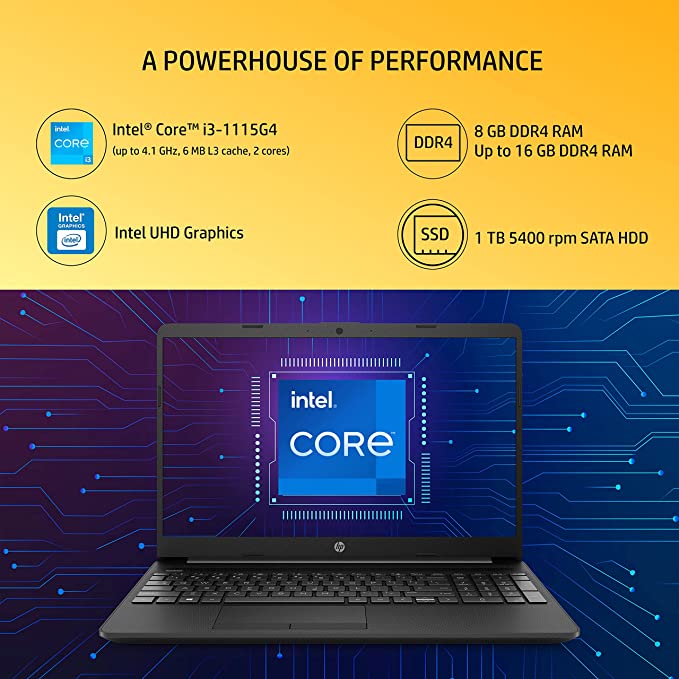 A POWERHOUSE OF PERFORMANCE
intel
CORE
i3
Intel® Core™ i3-1115G4
(up to 4.1 GHz, 6 MB L3 cache, 2 cores)
DDR4
8 GB DDR4 RAM
Up to 16 GB DDR4 RAM
Intel®
GRAPHICS
intel
Intel UHD Graphics
SSD
1 TB 5400 rpm SATA HDD
intel.
CORE™
hp